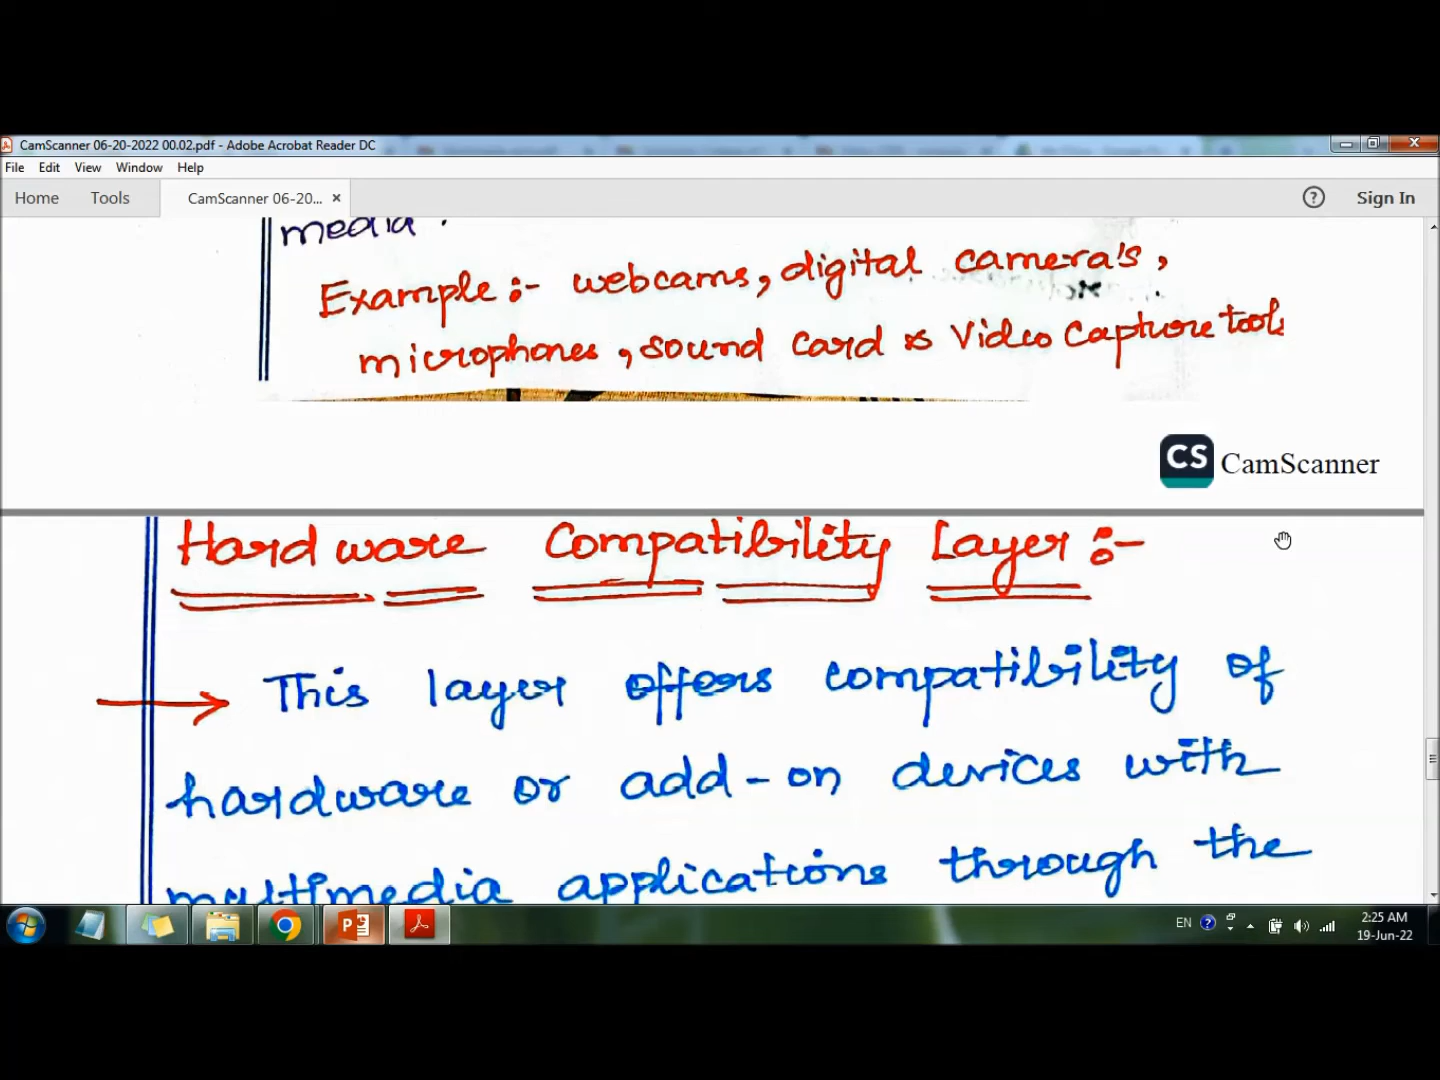 CamScanner 06-20-2022 00.02.pdf - Adobe Acrobat Reader DC
File Edit View Window Help
Home Tools CamScanner 06-20... × ? Sign In
media.
Example :- webcams, digital camera's,
microphones, sound card & Video Capture tools
CS CamScanner
Hardware Compatibility Layer :-
This layer offers compatibility of
hardware or add-on devices with
multimedia applications through the
EN ? 2:25 AM
19-Jun-22